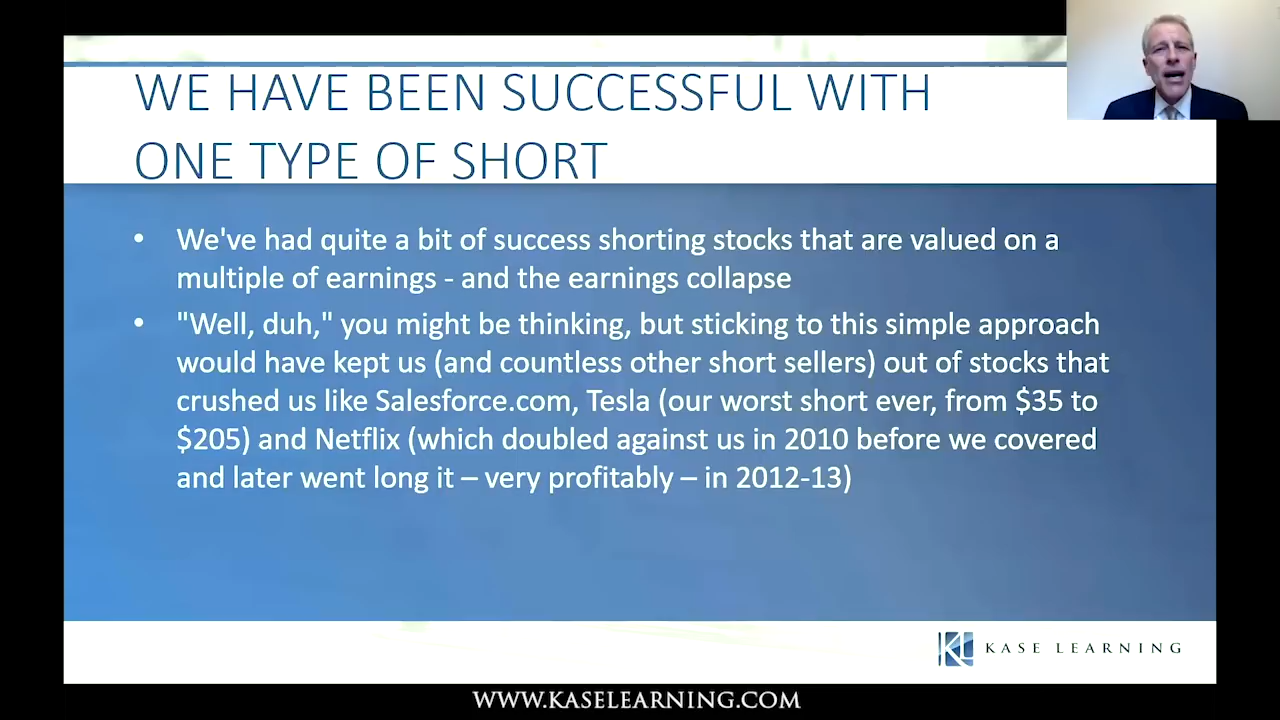 WE HAVE BEEN SUCCESSFUL WITH
ONE TYPE OF SHORT
• We've had quite a bit of success shorting stocks that are valued on a
multiple of earnings - and the earnings collapse
• "Well, duh," you might be thinking, but sticking to this simple approach
would have kept us (and countless other short sellers) out of stocks that
crushed us like Salesforce.com, Tesla (our worst short ever, from $35 to
$205) and Netflix (which doubled against us in 2010 before we covered
and later went long it – very profitably – in 2012-13)
KL KASE LEARNING
WWW.KASELEARNING.COM